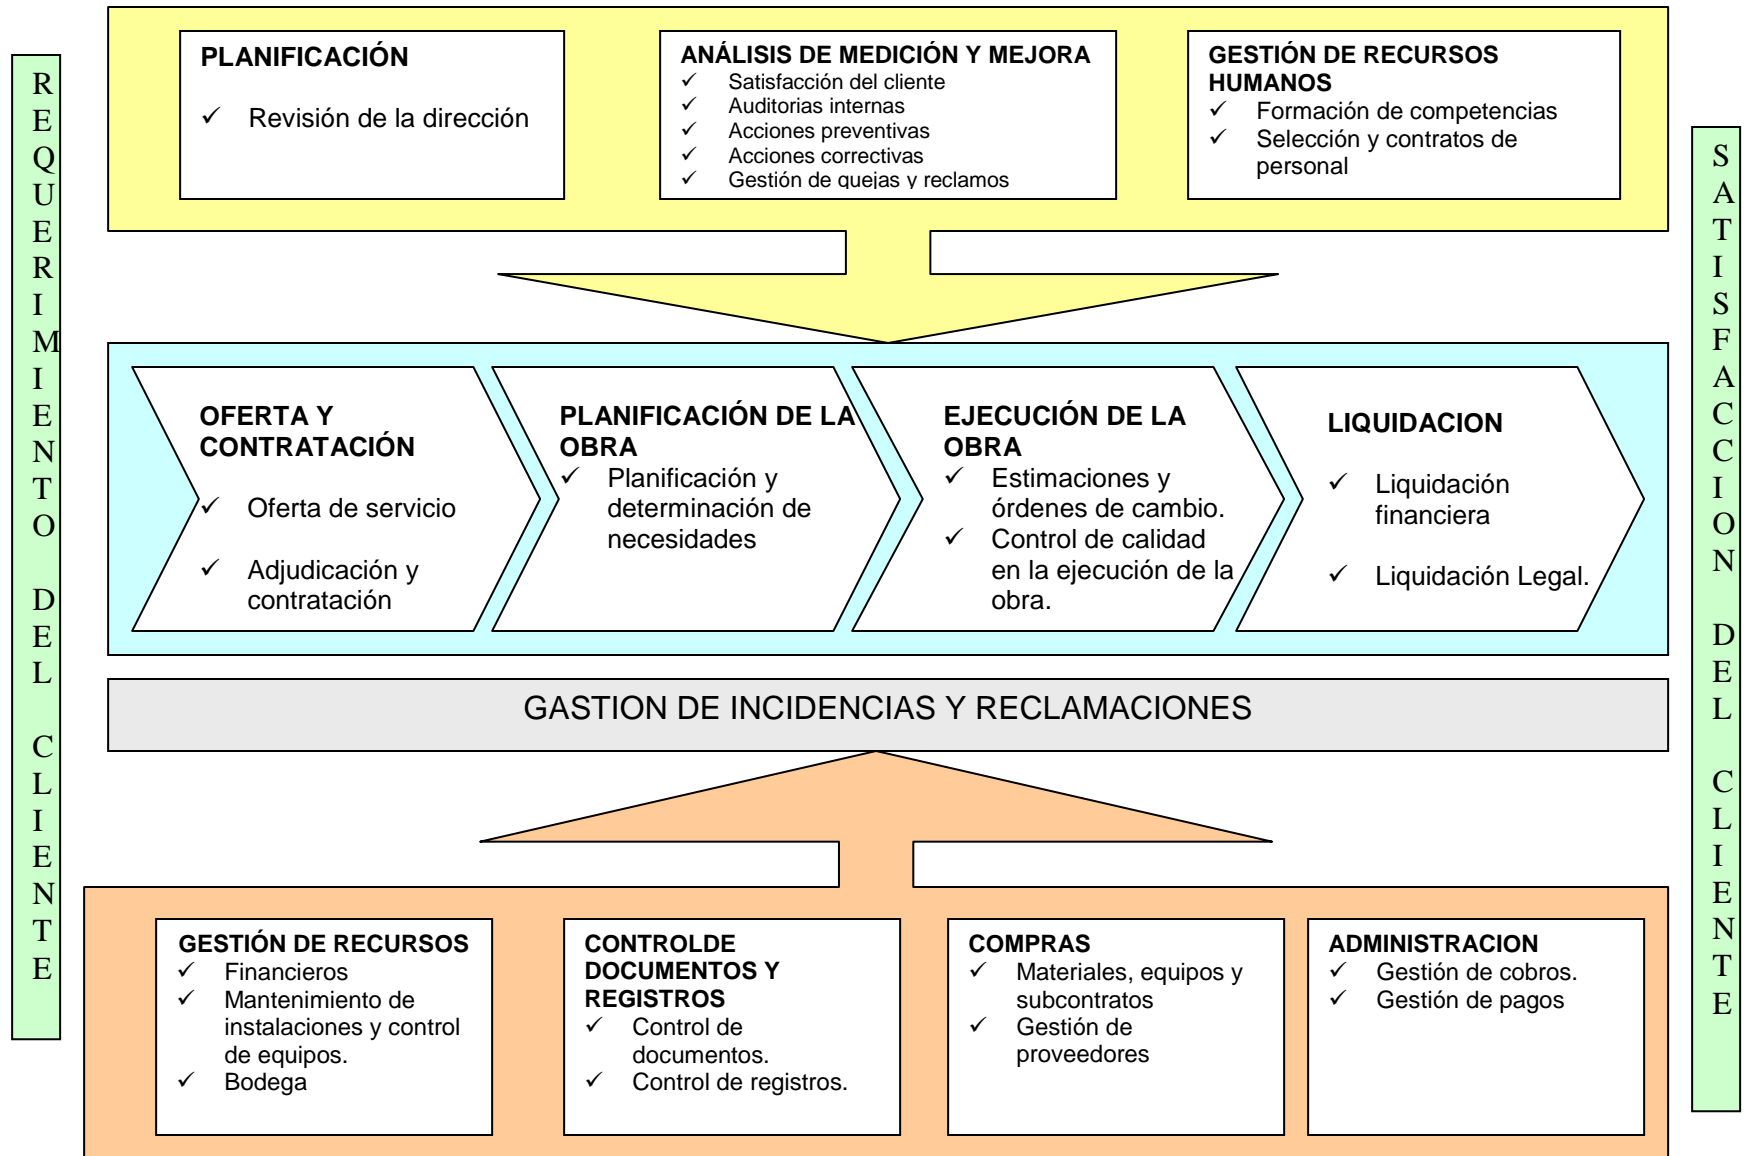 REQUERIMIENTO DEL CLIENTE
PLANIFICACIÓN
✓ Revisión de la dirección
ANÁLISIS DE MEDICIÓN Y MEJORA
✓ Satisfacción del cliente
✓ Auditorias internas
✓ Acciones preventivas
✓ Acciones correctivas
✓ Gestión de quejas y reclamos
GESTIÓN DE RECURSOS
HUMANOS
✓ Formación de competencias
✓ Selección y contratos de
personal
OFERTA Y
CONTRATACIÓN
✓ Oferta de servicio
✓ Adjudicación y
contratación
PLANIFICACIÓN DE LA
OBRA
✓ Planificación y
determinación de
necesidades
EJECUCIÓN DE LA
OBRA
✓ Estimaciones y
órdenes de cambio.
✓ Control de calidad
en la ejecución de la
obra.
LIQUIDACION
✓ Liquidación
financiera
✓ Liquidación Legal.
GASTION DE INCIDENCIAS Y RECLAMACIONES
GESTIÓN DE RECURSOS
✓ Financieros
✓ Mantenimiento de
instalaciones y control
de equipos.
✓ Bodega
CONTROLDE
DOCUMENTOS Y
REGISTROS
✓ Control de
documentos.
✓ Control de registros.
COMPRAS
✓ Materiales, equipos y
subcontratos
✓ Gestión de
proveedores
ADMINISTRACION
✓ Gestión de cobros.
✓ Gestión de pagos
SATISFACCION DEL CLIENTE